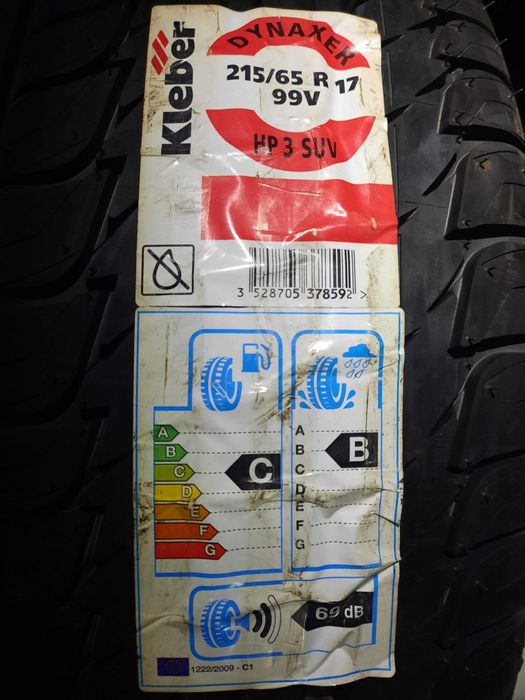 Kleber
DYNAXER
215/65 R 17
99V
HP 3 SUV
3 528705 378592 >
A
B
C
D
E
F
G
C
A
B
C
D
E
F
G
B
69 dB
1222/2009 - C1